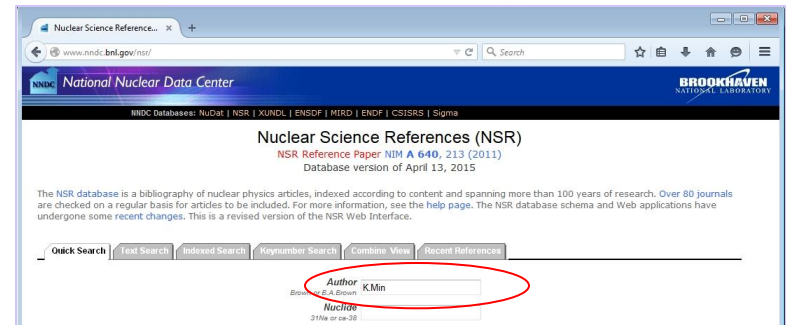 Nuclear Science Reference... × +
www.nndc.bnl.gov/nsr/ Search
NNDC National Nuclear Data Center BROOKHAVEN
NATIONAL LABORATORY
NNDC Databases: NuDat | NSR | XUNDL | ENSDF | MIRD | ENDF | CSISRS | Sigma
Nuclear Science References (NSR)
NSR Reference Paper NIM A 640, 213 (2011)
Database version of April 13, 2015
The NSR database is a bibliography of nuclear physics articles, indexed according to content and spanning more than 100 years of research. Over 80 journals
are checked on a regular basis for articles to be included. For more information, see the help page. The NSR database schema and Web applications have
undergone some recent changes. This is a revised version of the NSR Web Interface.
Quick Search Text Search Indexed Search Keynumber Search Combine View Recent References
Author K.Min
Brown or B.A.Brown
Nuclide
31Na or ca-38